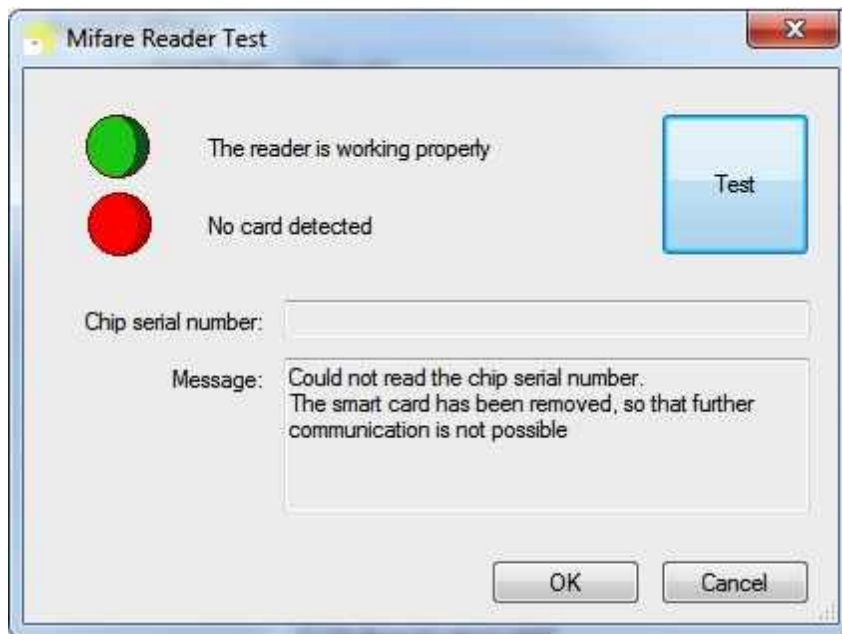 Mifare Reader Test
The reader is working properly
Test
No card detected
Chip serial number:
Message:
Could not read the chip serial number.
The smart card has been removed, so that further
communication is not possible
OK
Cancel